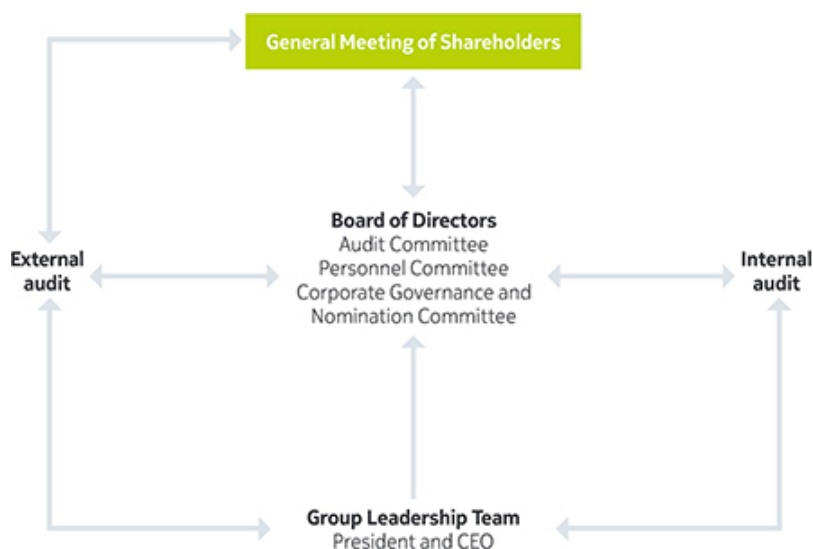 General Meeting of Shareholders
Board of Directors
Audit Committee
Personnel Committee
Corporate Governance and
Nomination Committee
External
audit
Internal
audit
Group Leadership Team
President and CEO